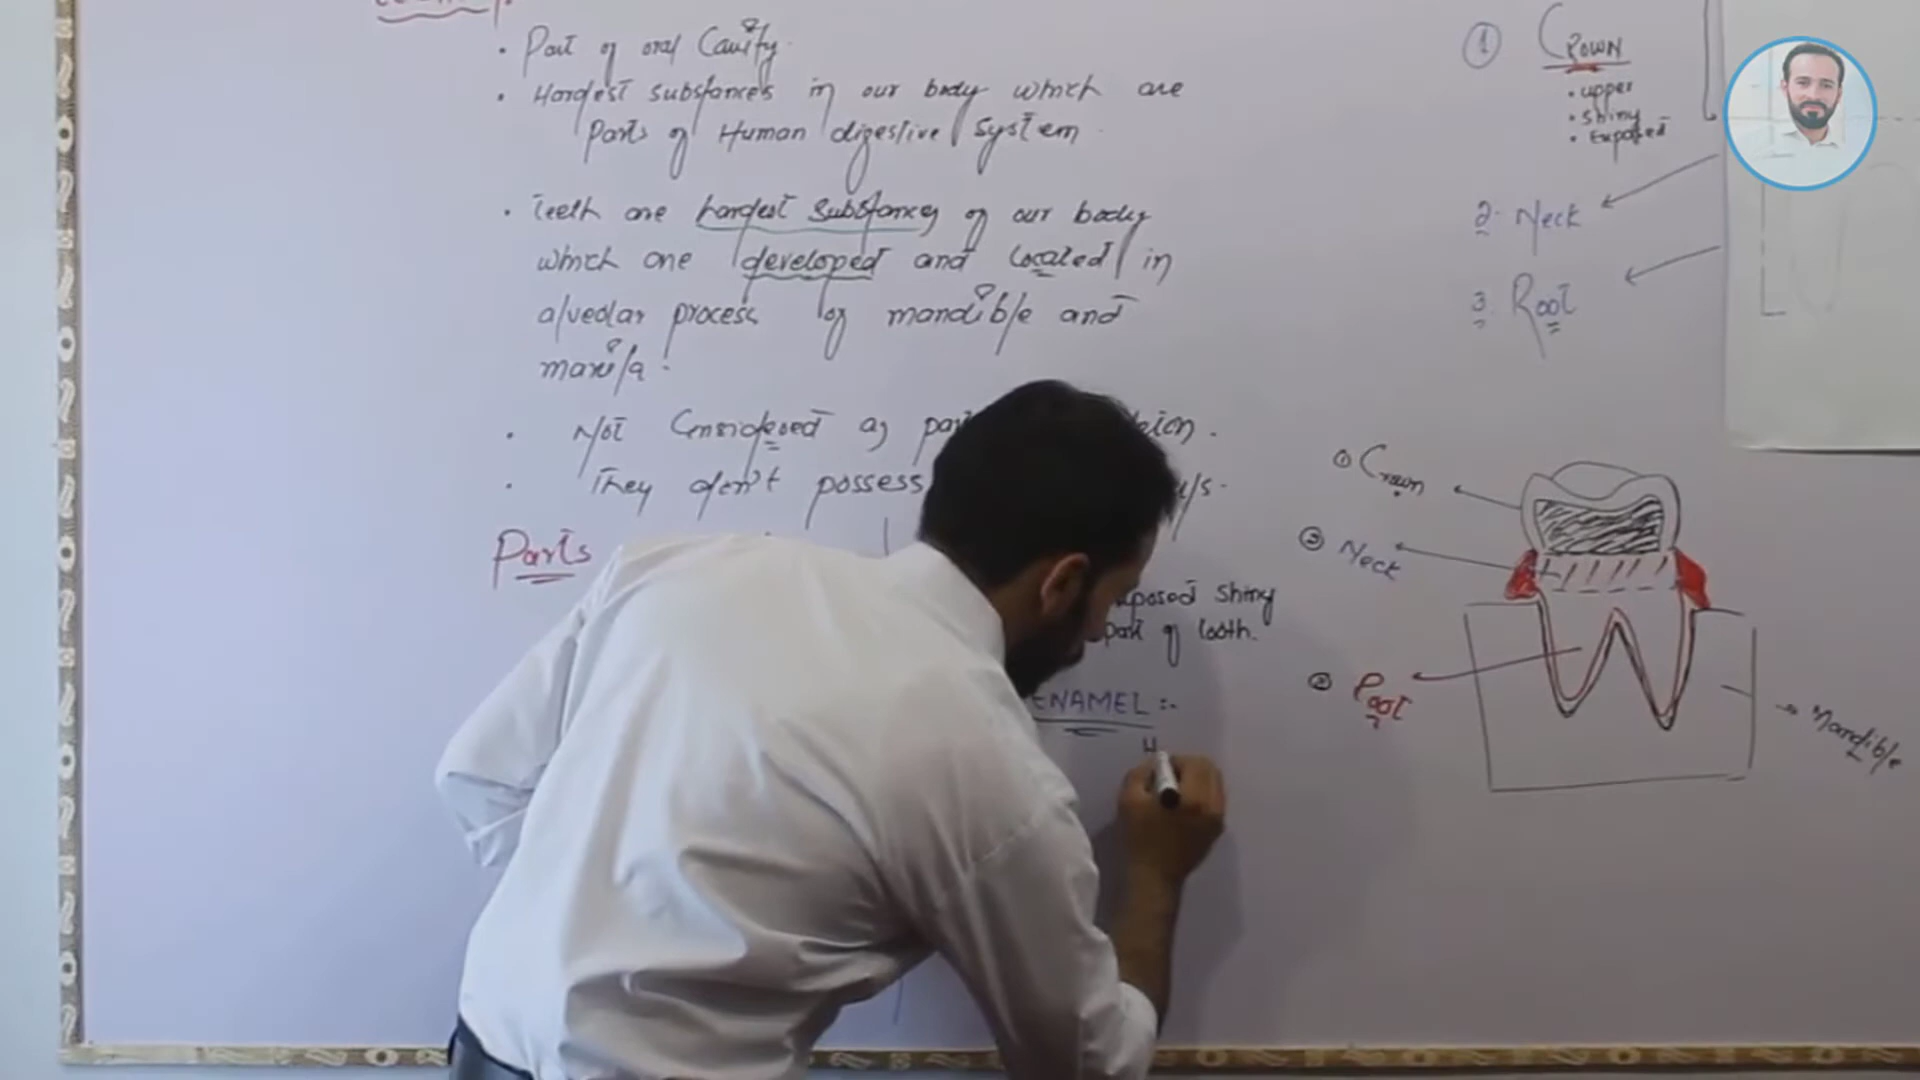 • Part of oral Cavity.
• Hardest substances in our body which are
Parts of Human digestive system.
• Teeth are hardest substances of our body
which are developed and located in
alveolar process of mandible and
maxilla.
• Not Considered as
• They don't possess
Parts
exposed shiny
part of tooth.
ENAMEL :-
H
① CROWN
• upper
• shiny
• Exposed
2. Neck
3. Root
① Crown
② Neck
③ Root
Mandible